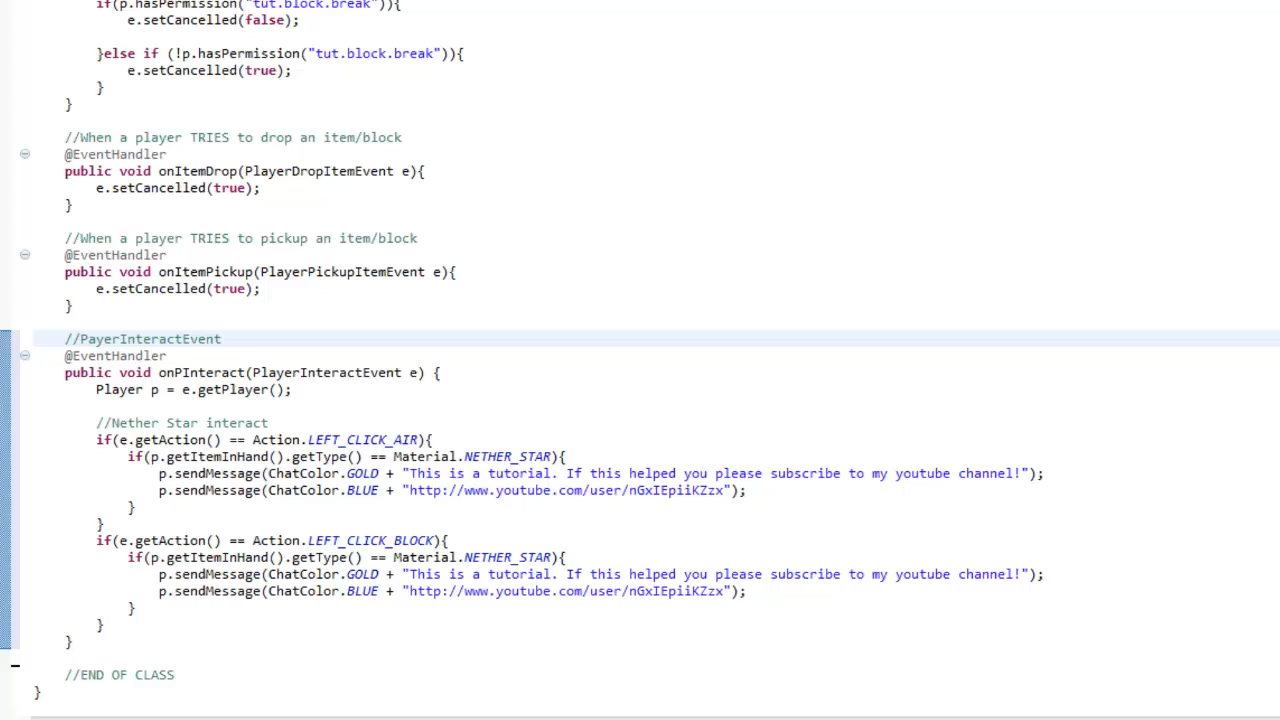 if(p.hasPermission("tut.block.break")){
e.setCancelled(false);
}else if (!p.hasPermission("tut.block.break")){
e.setCancelled(true);
}
}
//When a player TRIES to drop an item/block
@EventHandler
public void onItemDrop(PlayerDropItemEvent e){
e.setCancelled(true);
}
//When a player TRIES to pickup an item/block
@EventHandler
public void onItemPickup(PlayerPickupItemEvent e){
e.setCancelled(true);
}
//PayerInteractEvent
@EventHandler
public void onPInteract(PlayerInteractEvent e) {
Player p = e.getPlayer();
//Nether Star interact
if(e.getAction() == Action.LEFT_CLICK_AIR){
if(p.getItemInHand().getType() == Material.NETHER_STAR){
p.sendMessage(ChatColor.GOLD + "This is a tutorial. If this helped you please subscribe to my youtube channel!");
p.sendMessage(ChatColor.BLUE + "http://www.youtube.com/user/nGxIEpiiKZzx");
}
}
if(e.getAction() == Action.LEFT_CLICK_BLOCK){
if(p.getItemInHand().getType() == Material.NETHER_STAR){
p.sendMessage(ChatColor.GOLD + "This is a tutorial. If this helped you please subscribe to my youtube channel!");
p.sendMessage(ChatColor.BLUE + "http://www.youtube.com/user/nGxIEpiiKZzx");
}
}
}
//END OF CLASS
}